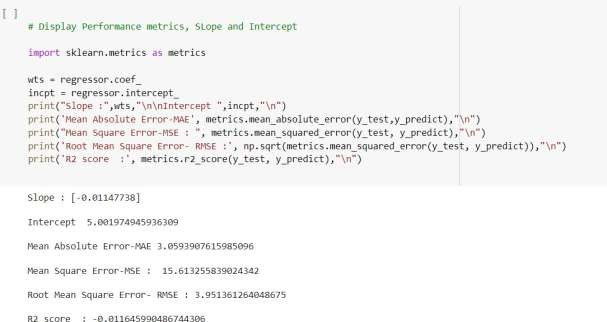 [ ]
# Display Performance metrics, SLope and Intercept
import sklearn.metrics as metrics
wts = regressor.coef_
incpt = regressor.intercept_
print("Slope :",wts,"\n\nIntercept ",incpt,"\n")
print('Mean Absolute Error-MAE', metrics.mean_absolute_error(y_test,y_predict),"\n")
print("Mean Square Error-MSE : ", metrics.mean_squared_error(y_test, y_predict),"\n")
print('Root Mean Square Error- RMSE :', np.sqrt(metrics.mean_squared_error(y_test, y_predict)),"\n")
print('R2 score  :', metrics.r2_score(y_test, y_predict),"\n")
Slope : [-0.01147738]
Intercept  5.001974945936309
Mean Absolute Error-MAE 3.0593907615985096
Mean Square Error-MSE :  15.613255839024342
Root Mean Square Error- RMSE : 3.951361264048675
R2 score  : -0.011645990486744306